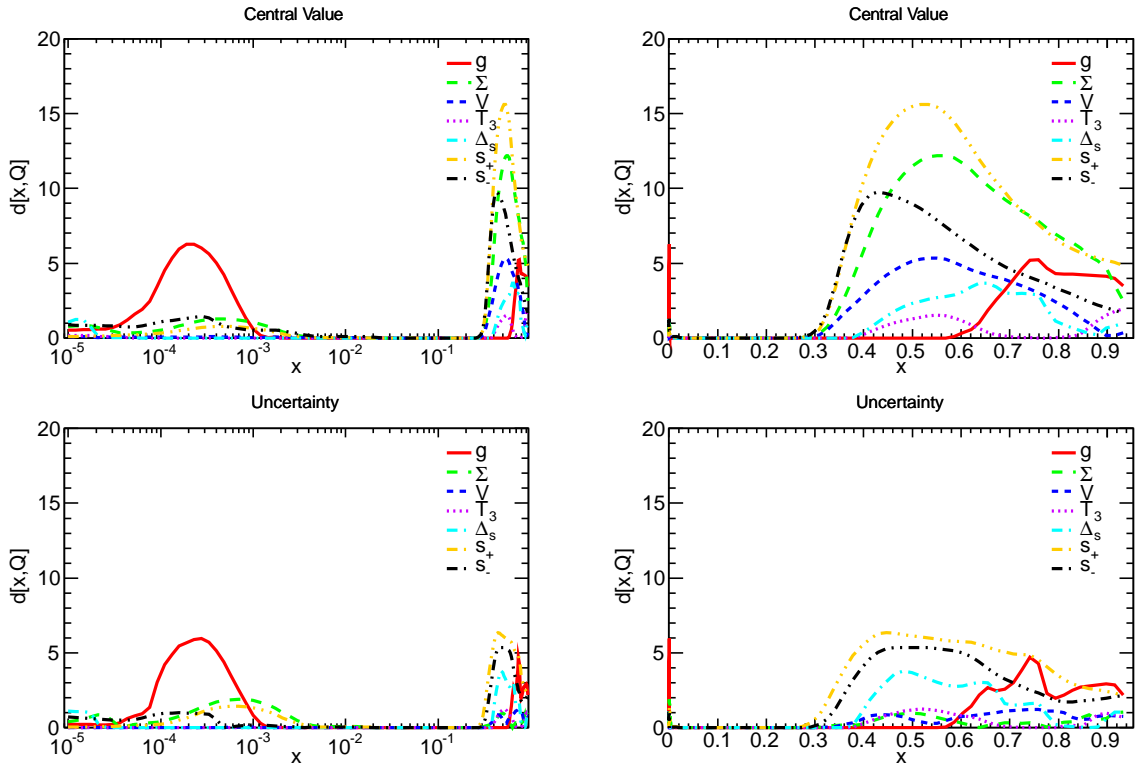 Central Value
20
15
10
5
0
d[x,Q]
g
Σ
V
T₃
Δₛ
s₊
s₋
10⁻⁵ 10⁻⁴ 10⁻³ 10⁻² 10⁻¹
x
Central Value
20
15
10
5
0
d[x,Q]
g
Σ
V
T₃
Δₛ
s₊
s₋
0 0.1 0.2 0.3 0.4 0.5 0.6 0.7 0.8 0.9
x
Uncertainty
20
15
10
5
0
d[x,Q]
g
Σ
V
T₃
Δₛ
s₊
s₋
10⁻⁵ 10⁻⁴ 10⁻³ 10⁻² 10⁻¹
x
Uncertainty
20
15
10
5
0
d[x,Q]
g
Σ
V
T₃
Δₛ
s₊
s₋
0 0.1 0.2 0.3 0.4 0.5 0.6 0.7 0.8 0.9
x